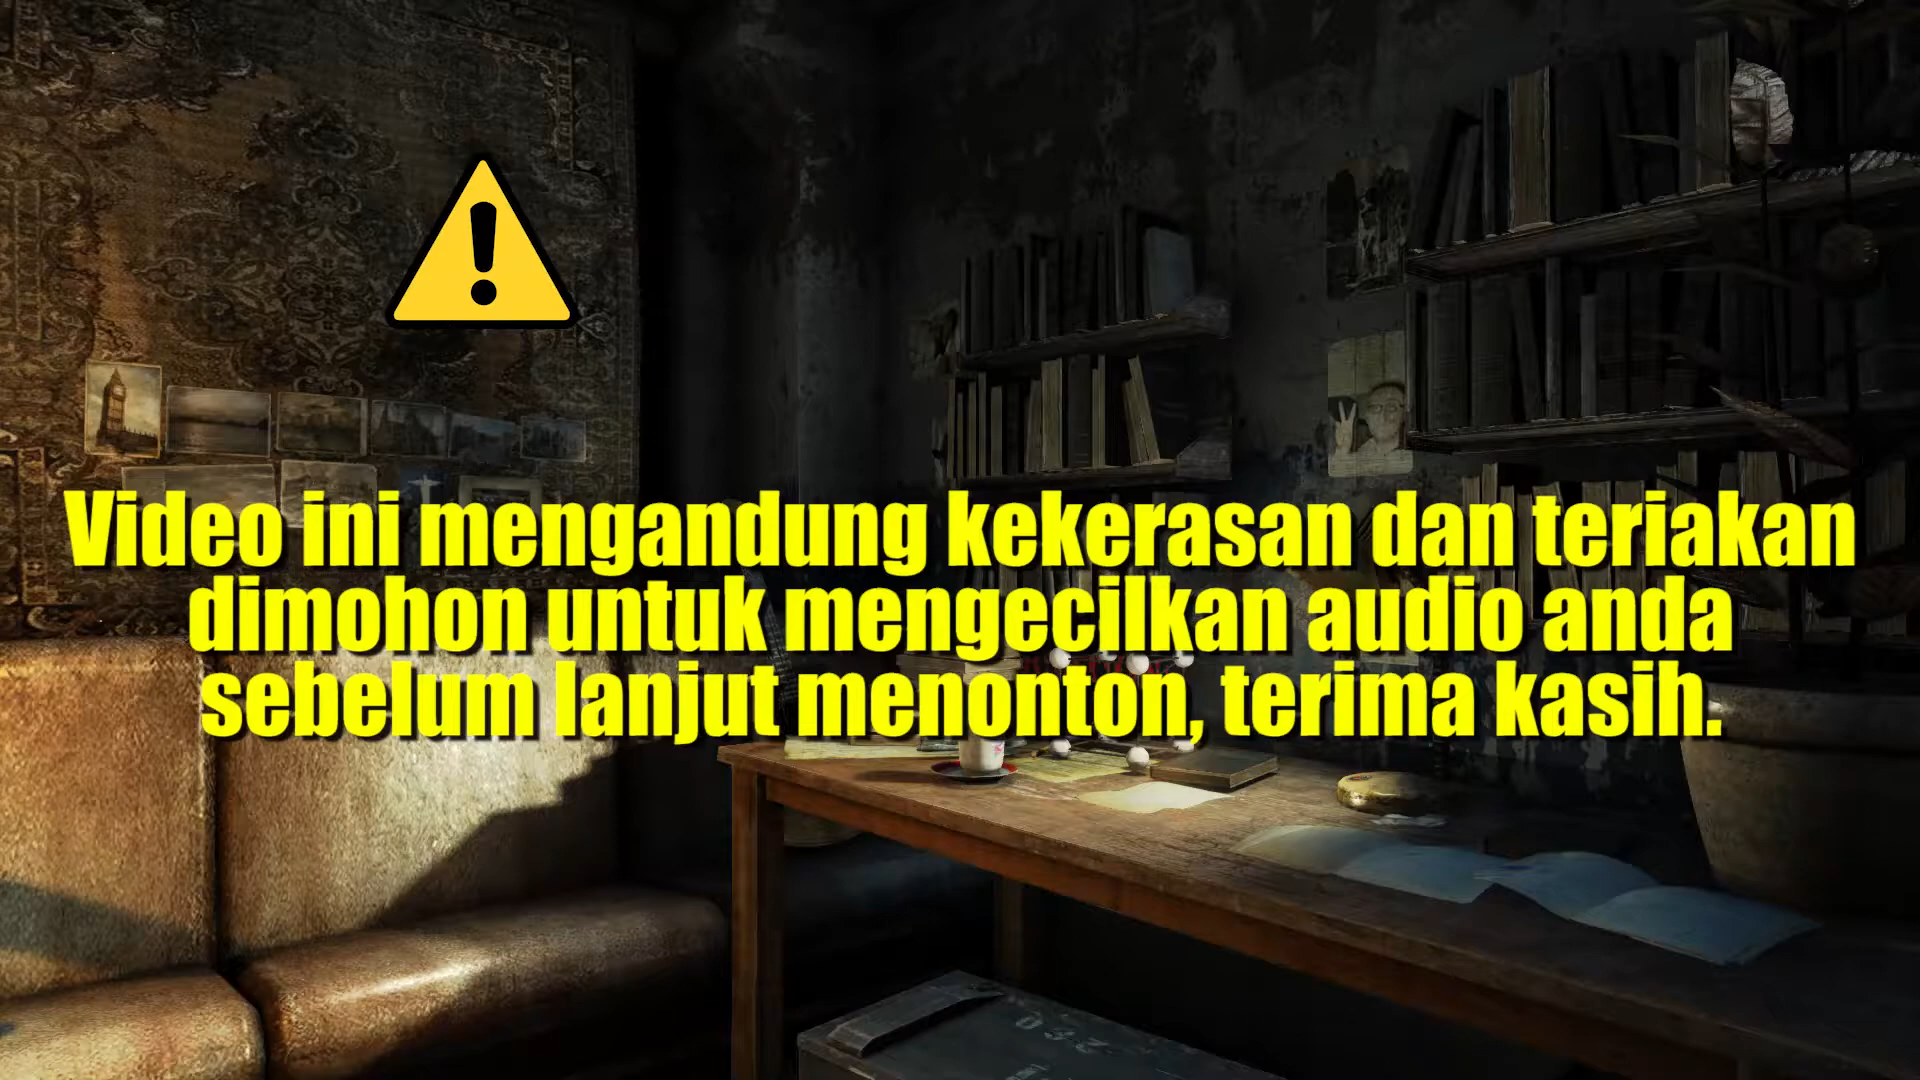 Video ini mengandung kekerasan dan teriakan
dimohon untuk mengecilkan audio anda
sebelum lanjut menonton, terima kasih.